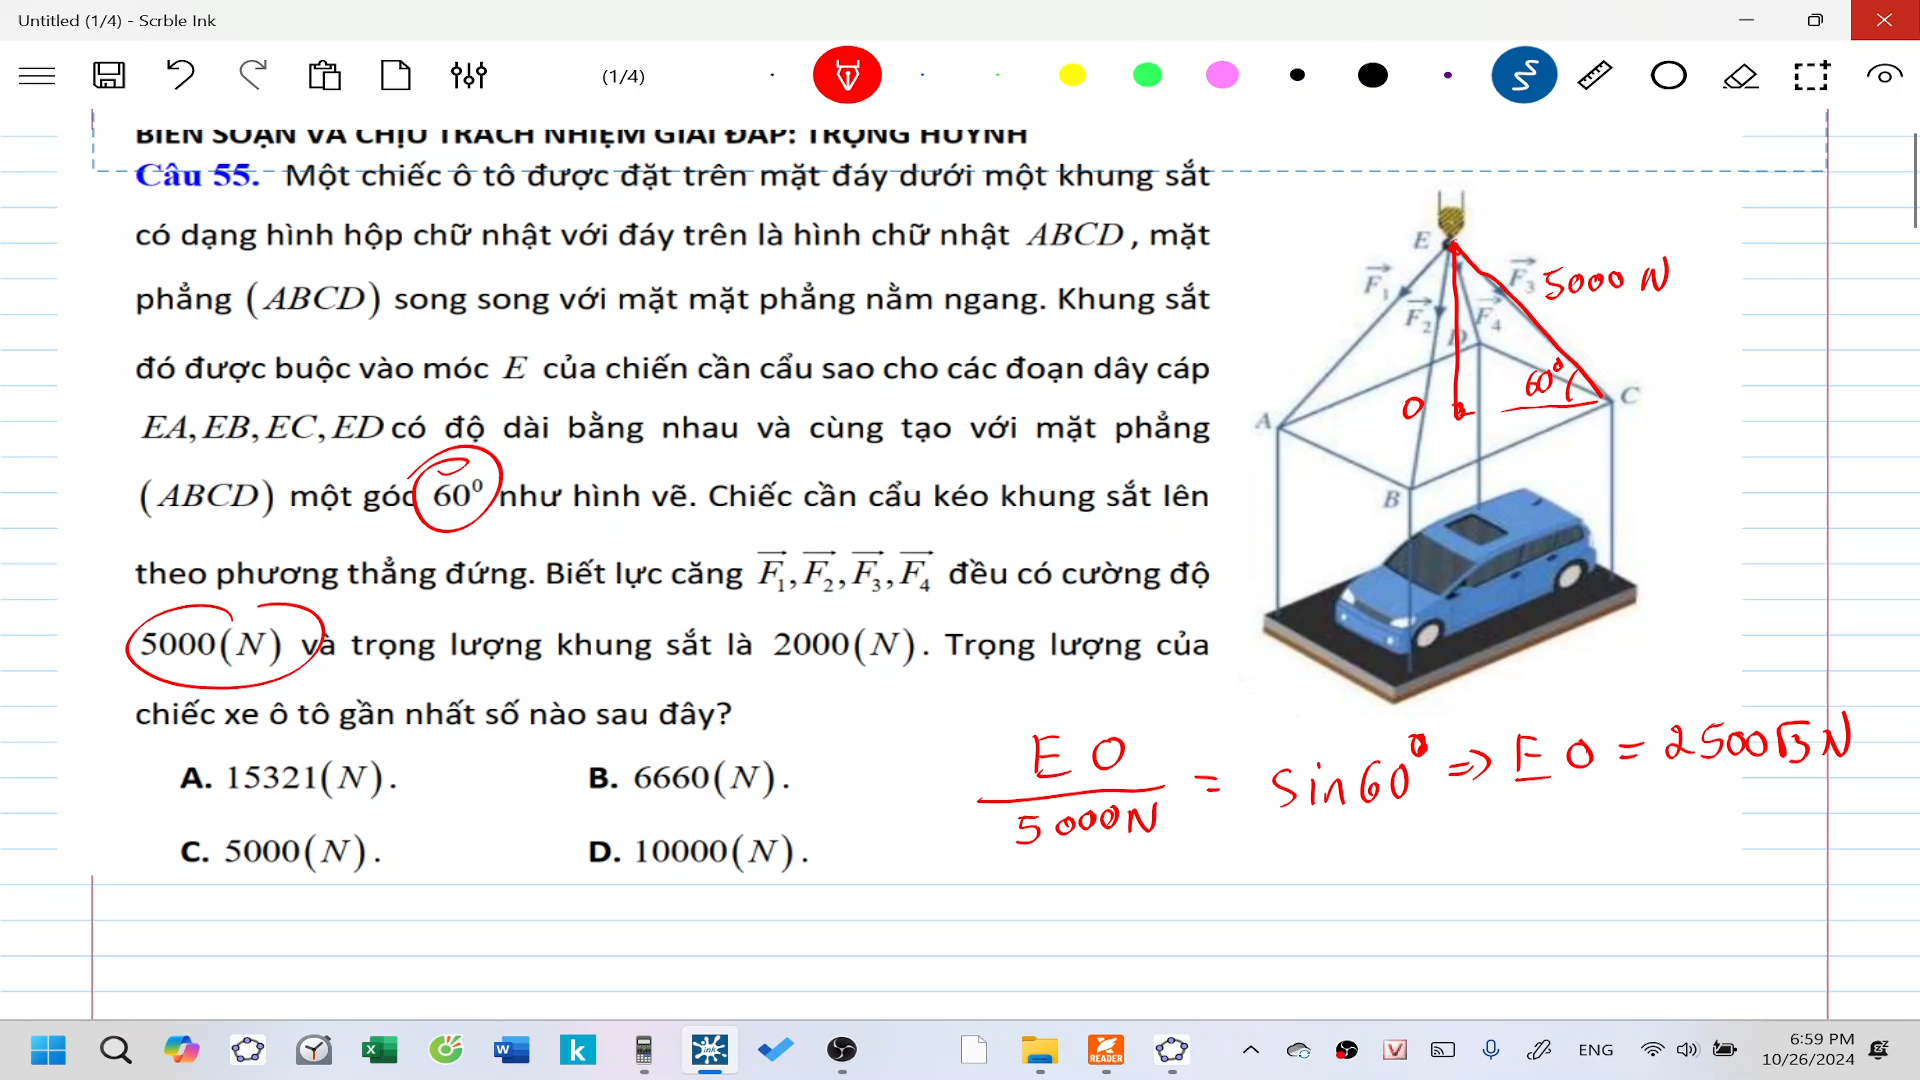 Untitled (1/4) - Scrble Ink
(1/4)
BIÊN SOẠN VÀ CHỊU TRÁCH NHIỆM GIẢI ĐÁP: TRỌNG HUỲNH
Câu 55. Một chiếc ô tô được đặt trên mặt đáy dưới một khung sắt
có dạng hình hộp chữ nhật với đáy trên là hình chữ nhật ABCD, mặt
phẳng (ABCD) song song với mặt mặt phẳng nằm ngang. Khung sắt
đó được buộc vào móc E của chiến cần cẩu sao cho các đoạn dây cáp
EA, EB, EC, ED có độ dài bằng nhau và cùng tạo với mặt phẳng
(ABCD) một góc 60⁰ như hình vẽ. Chiếc cần cẩu kéo khung sắt lên
theo phương thẳng đứng. Biết lực căng F₁, F₂, F₃, F₄ đều có cường độ
5000(N) và trọng lượng khung sắt là 2000(N). Trọng lượng của
chiếc xe ô tô gần nhất số nào sau đây?
A. 15321(N). B. 6660(N).
C. 5000(N). D. 10000(N).
E
F₁ F₃ 5000 N
F₂ F₄
D
60⁰
O C
A
B
EO/5000N = sin60⁰ => EO = 2500√3 N
READER
ENG
6:59 PM
10/26/2024